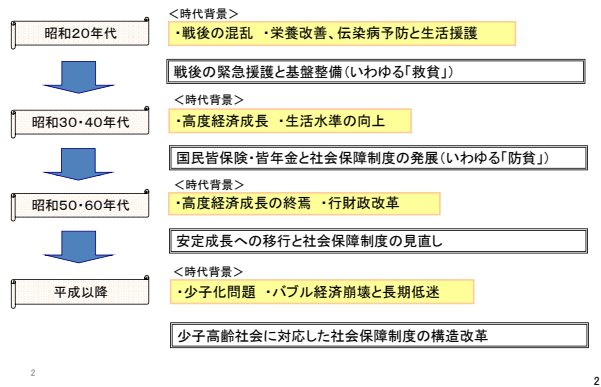 ＜時代背景＞
昭和２０年代
・戦後の混乱 ・栄養改善、伝染病予防と生活援護
戦後の緊急援護と基盤整備（いわゆる「救貧」）
＜時代背景＞
昭和３０・４０年代
・高度経済成長 ・生活水準の向上
国民皆保険・皆年金と社会保障制度の発展（いわゆる「防貧」）
＜時代背景＞
昭和５０・６０年代
・高度経済成長の終焉 ・行財政改革
安定成長への移行と社会保障制度の見直し
＜時代背景＞
平成以降
・少子化問題 ・バブル経済崩壊と長期低迷
少子高齢社会に対応した社会保障制度の構造改革
2
2